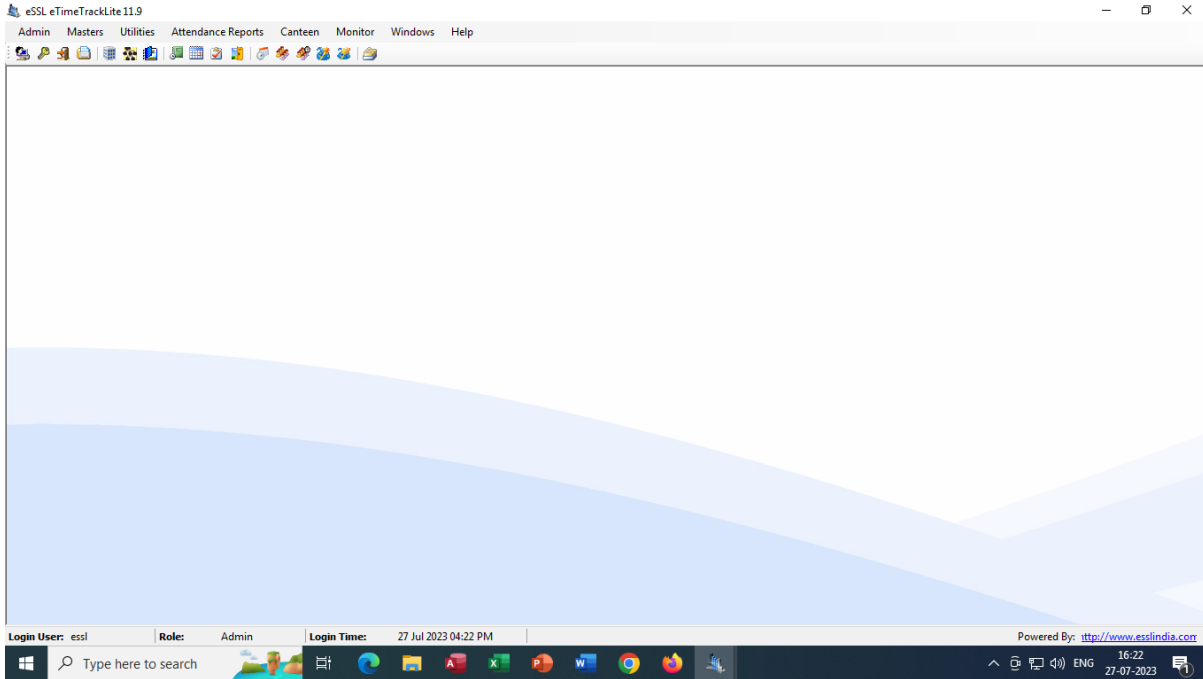 eSSL eTimeTrackLite 11.9
Admin Masters Utilities Attendance Reports Canteen Monitor Windows Help
Login User: essl Role: Admin Login Time: 27 Jul 2023 04:22 PM Powered By: ttp://www.esslindia.com
Type here to search ENG 16:22
27-07-2023 1